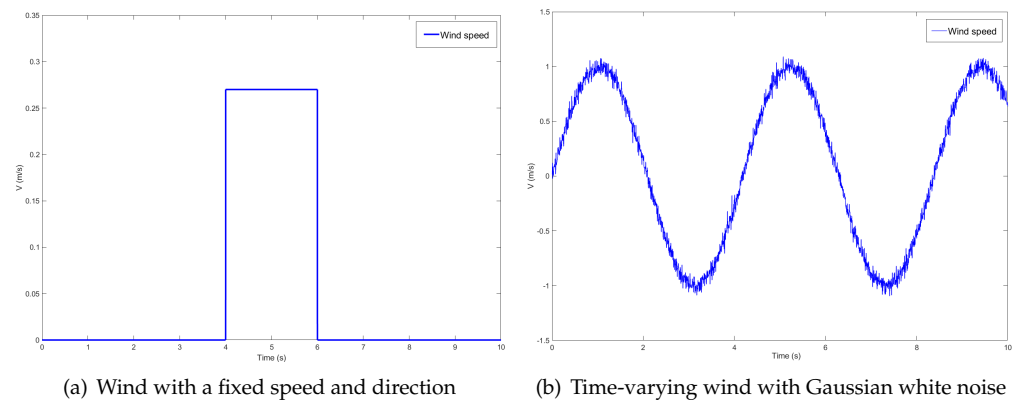 0.35
Wind speed
0.3
0.25
0.2
V (m/s)
0.15
0.1
0.05
0
0 1 2 3 4 5 6 7 8 9 10
Time (s)
(a) Wind with a fixed speed and direction
1.5
Wind speed
1
0.5
V (m/s)
0
-0.5
-1
-1.5
0 2 4 6 8 10
Time (s)
(b) Time-varying wind with Gaussian white noise